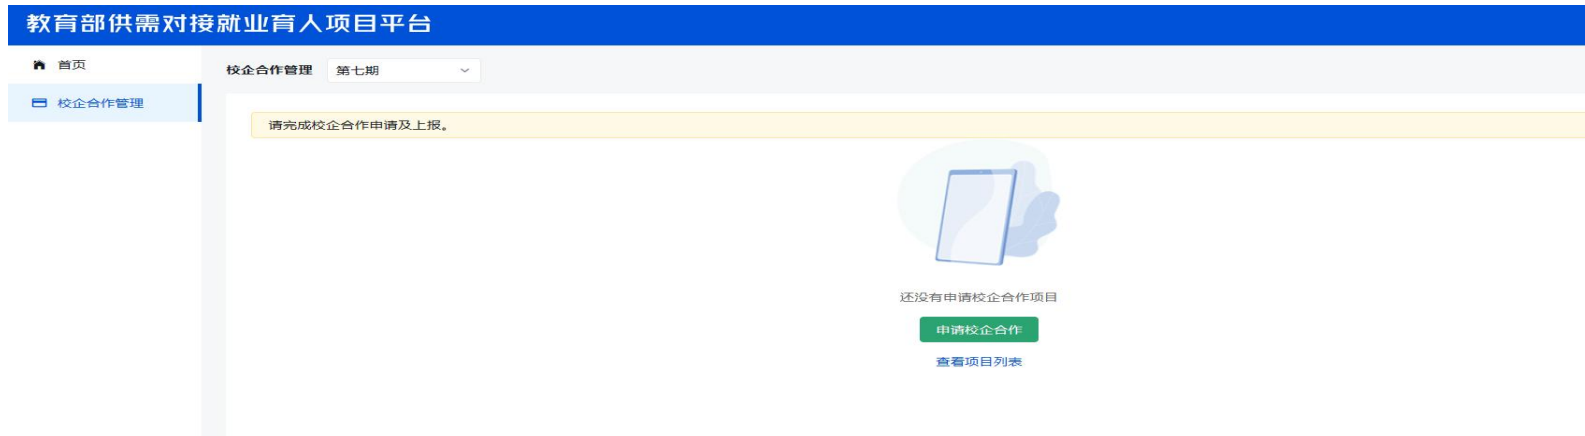 教育部供需对接就业育人项目平台
首页
校企合作管理 第七期
校企合作管理
请完成校企合作申请及上报。
还没有申请校企合作项目
申请校企合作
查看项目列表